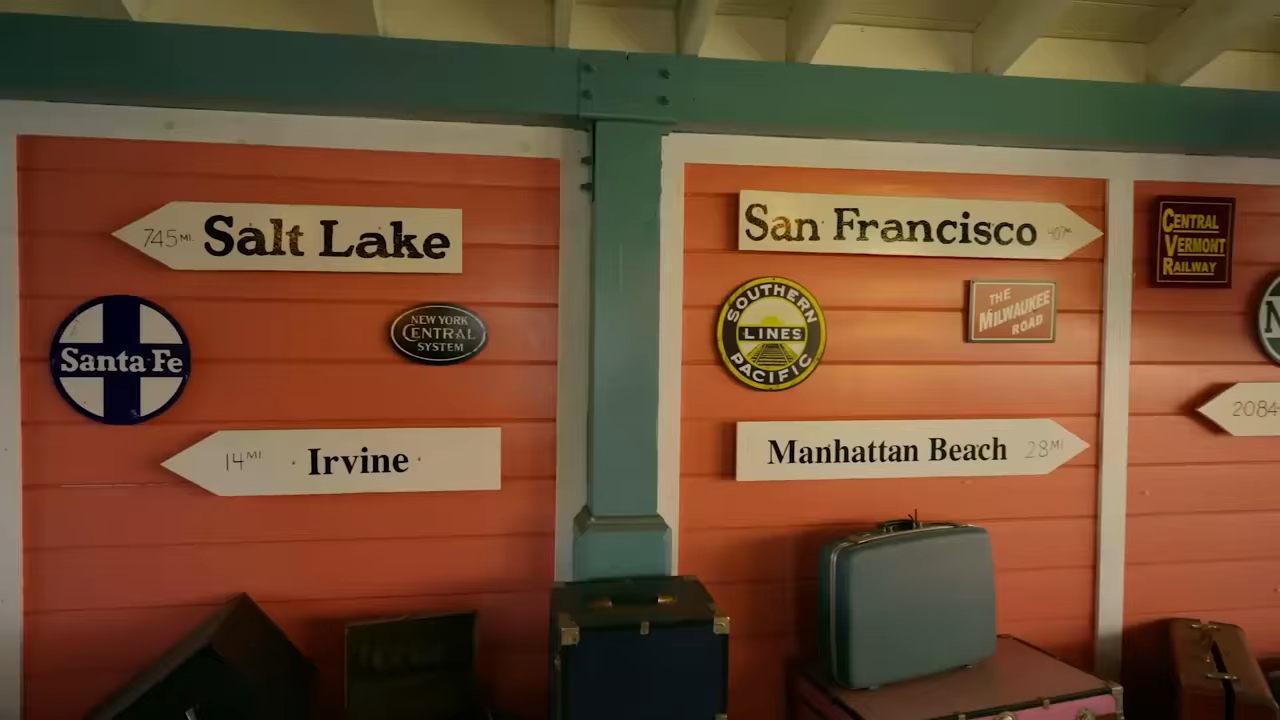 745 MI. Salt Lake
San Francisco 407 MI
CENTRAL
VERMONT
RAILWAY
Santa Fe
NEW YORK
CENTRAL
SYSTEM
SOUTHERN
LINES
PACIFIC
THE
MILWAUKEE
ROAD
N
14 MI Irvine
Manhattan Beach 28 MI
2084